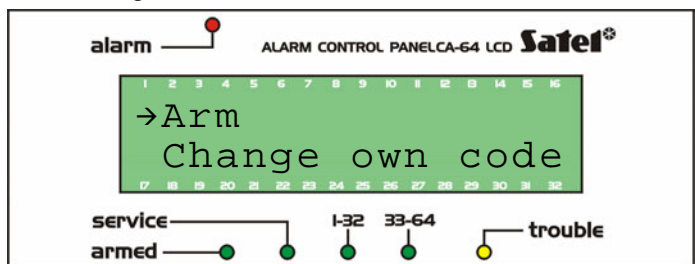 alarm
ALARM CONTROL PANELCA-64 LCD Satel®
1 2 3 4 5 6 7 8 9 10 11 12 13 14 15 16
→Arm
Change own code
17 18 19 20 21 22 23 24 25 26 27 28 29 30 31 32
service 1-32 33-64 trouble
armed